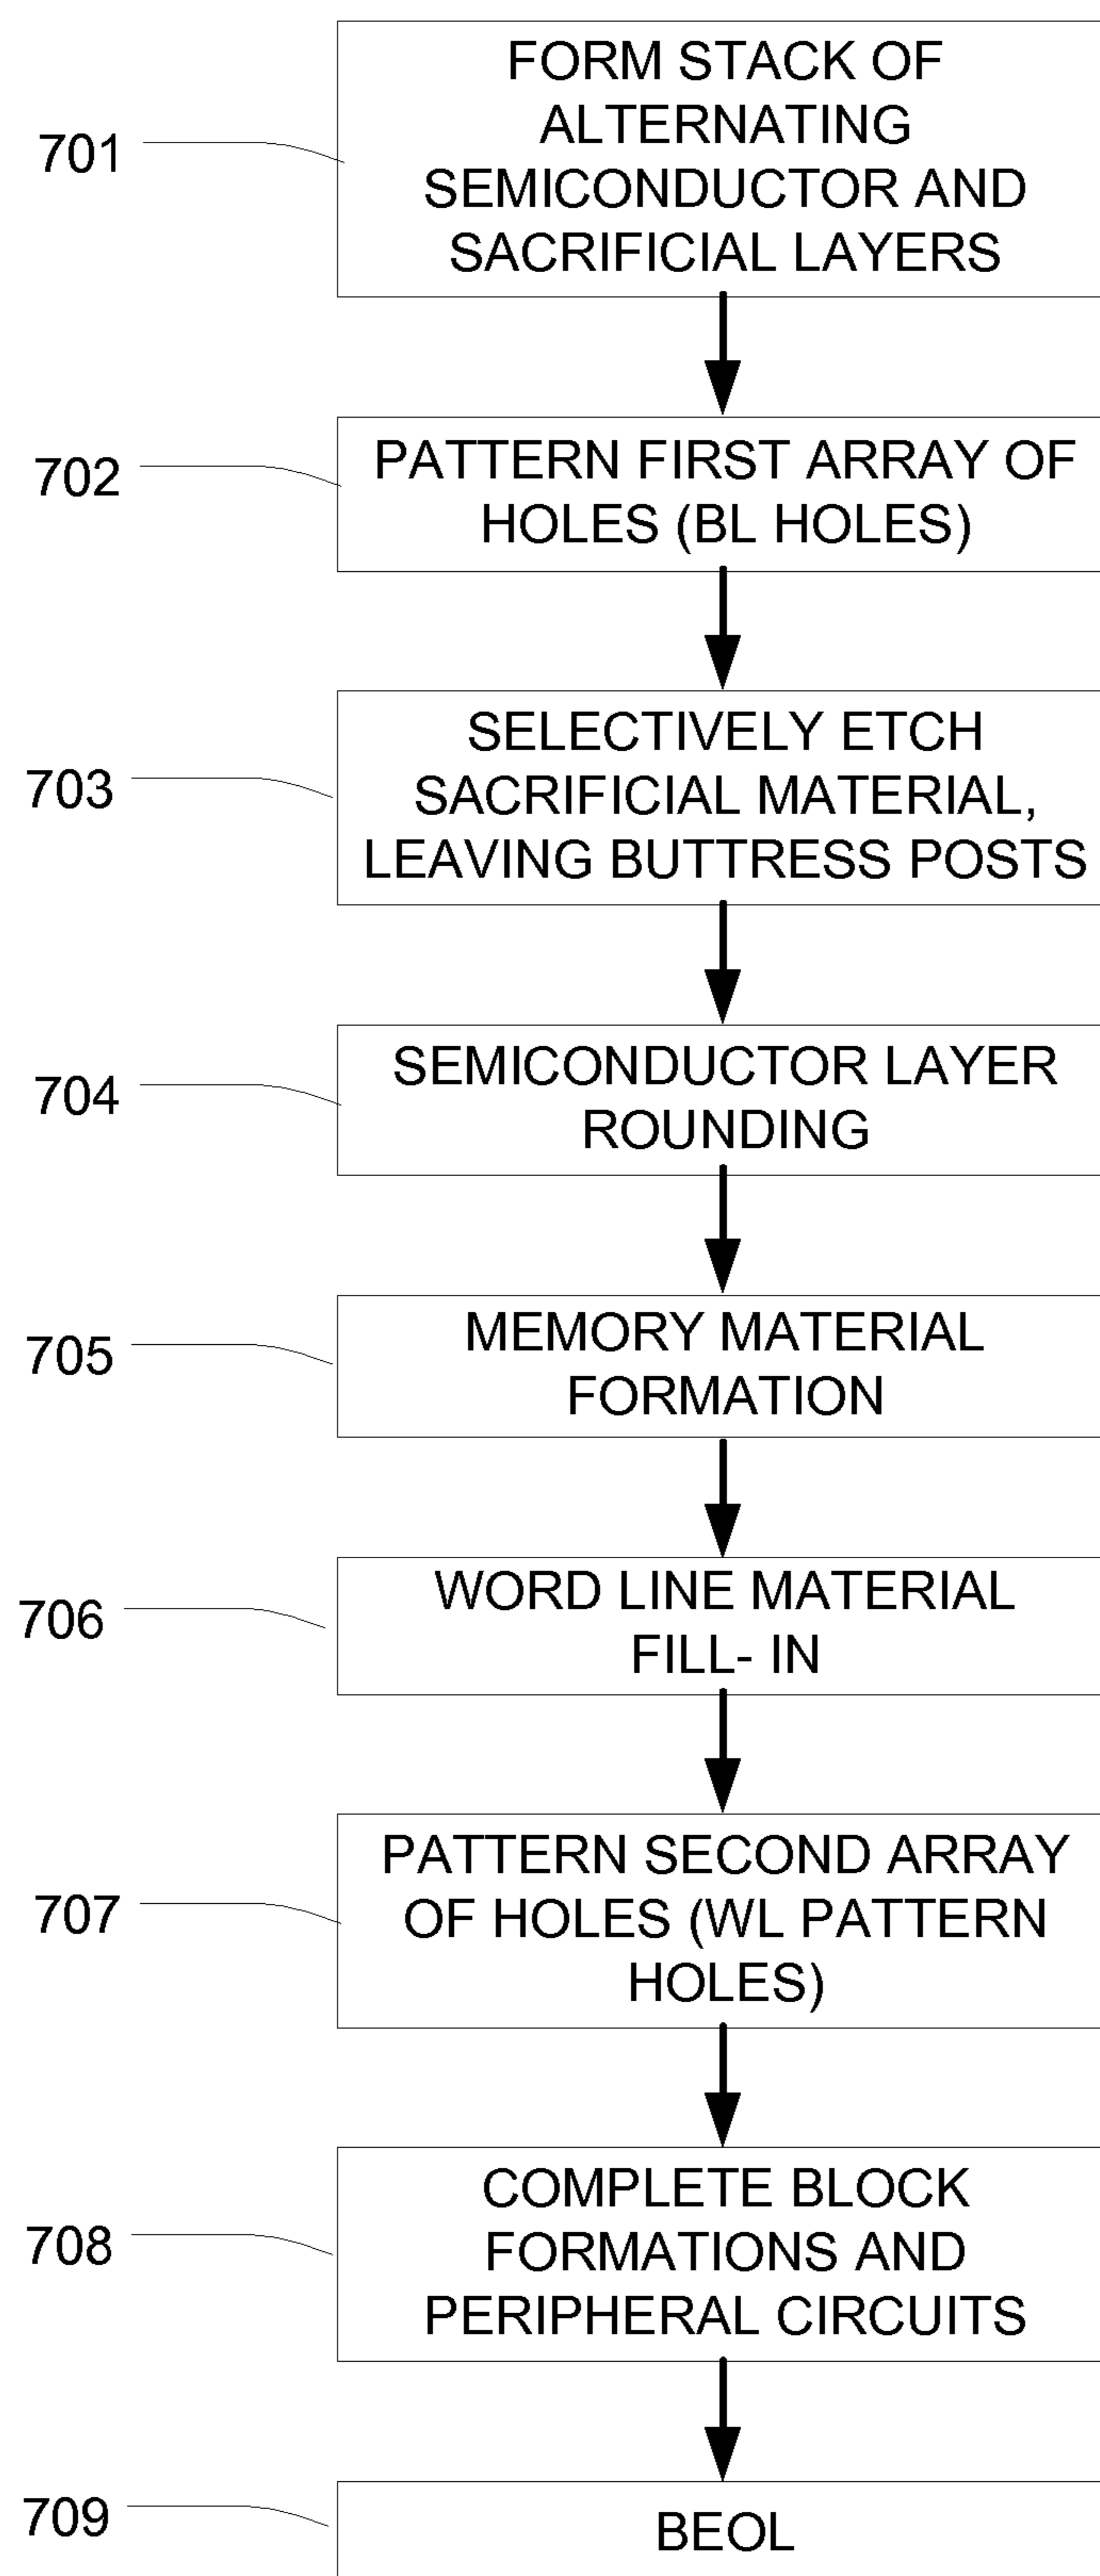 701
FORM STACK OF
ALTERNATING
SEMICONDUCTOR AND
SACRIFICIAL LAYERS
702
PATTERN FIRST ARRAY OF
HOLES (BL HOLES)
703
SELECTIVELY ETCH
SACRIFICIAL MATERIAL,
LEAVING BUTTRESS POSTS
704
SEMICONDUCTOR LAYER
ROUNDING
705
MEMORY MATERIAL
FORMATION
706
WORD LINE MATERIAL
FILL- IN
707
PATTERN SECOND ARRAY
OF HOLES (WL PATTERN
HOLES)
708
COMPLETE BLOCK
FORMATIONS AND
PERIPHERAL CIRCUITS
709
BEOL